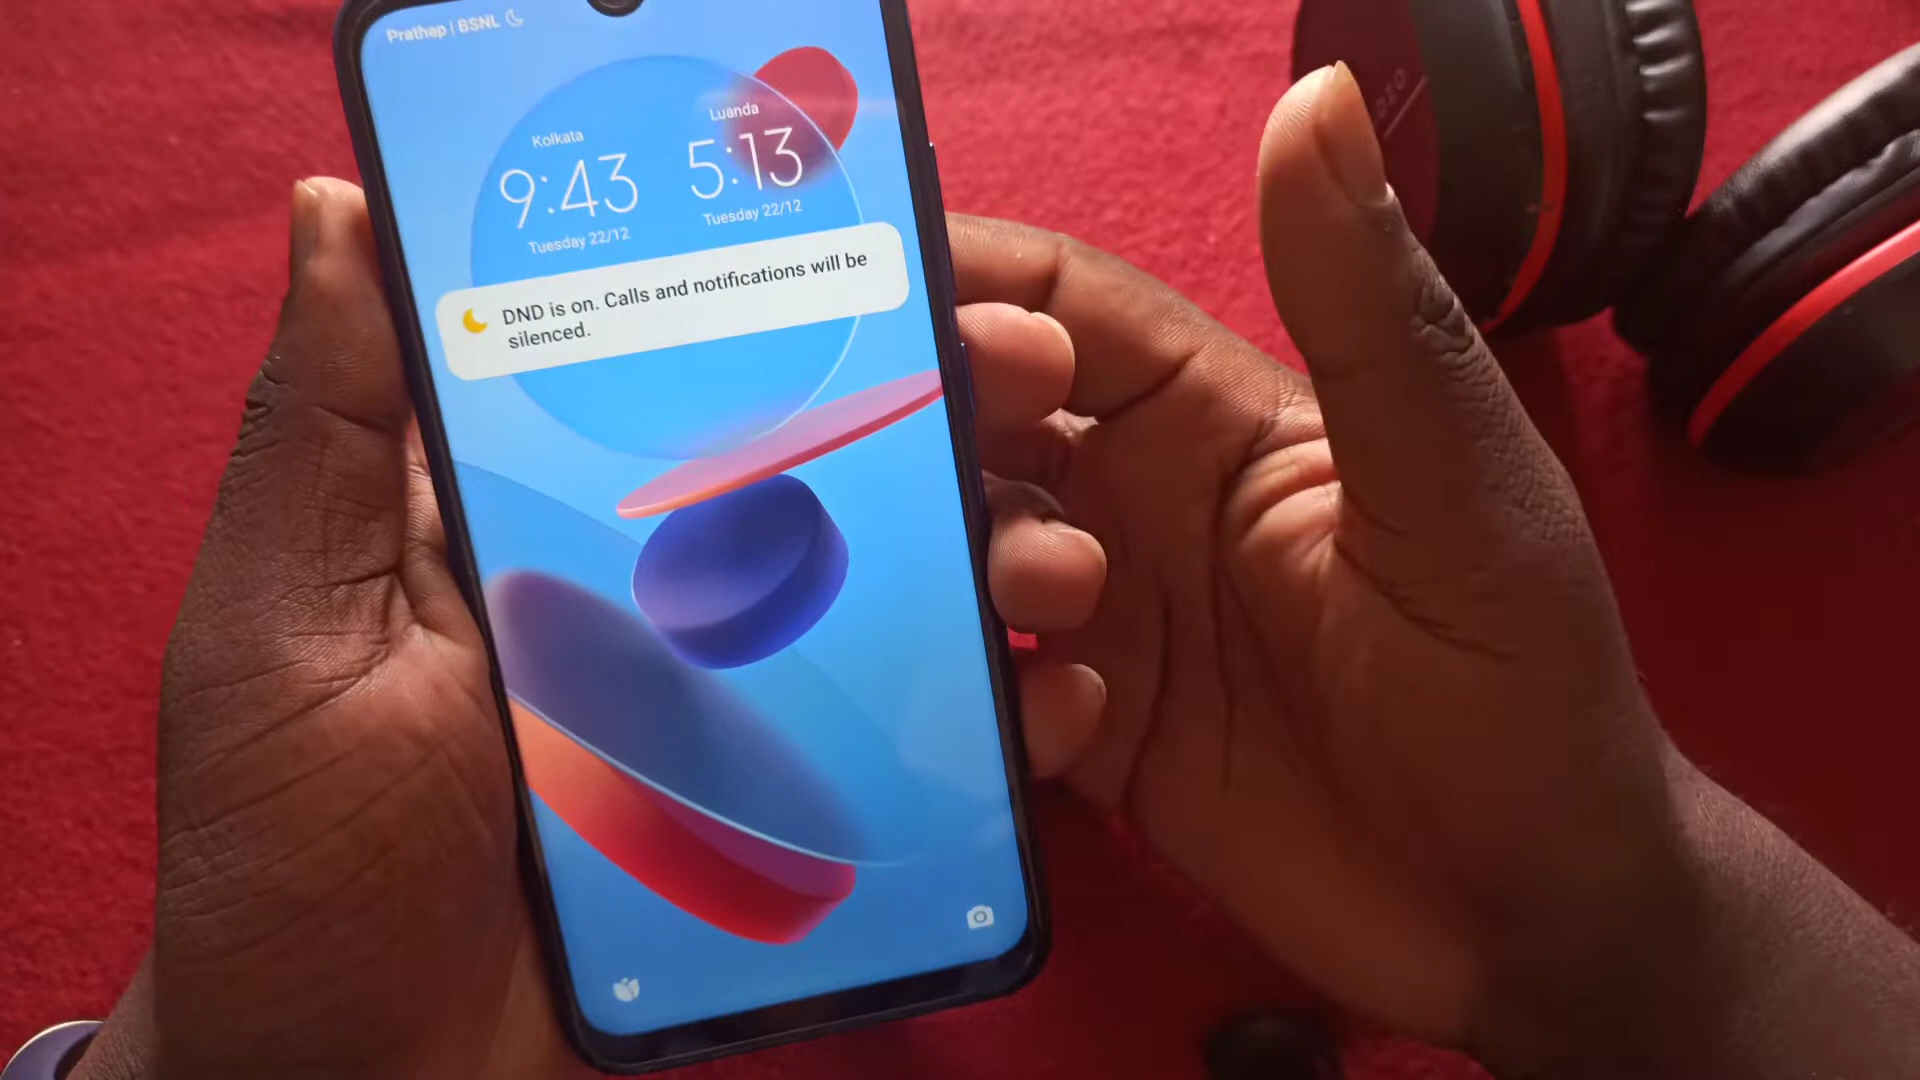 Prathap | BSNL
Kolkata
9:43
Tuesday 22/12
Luanda
5:13
Tuesday 22/12
DND is on. Calls and notifications will be
silenced.